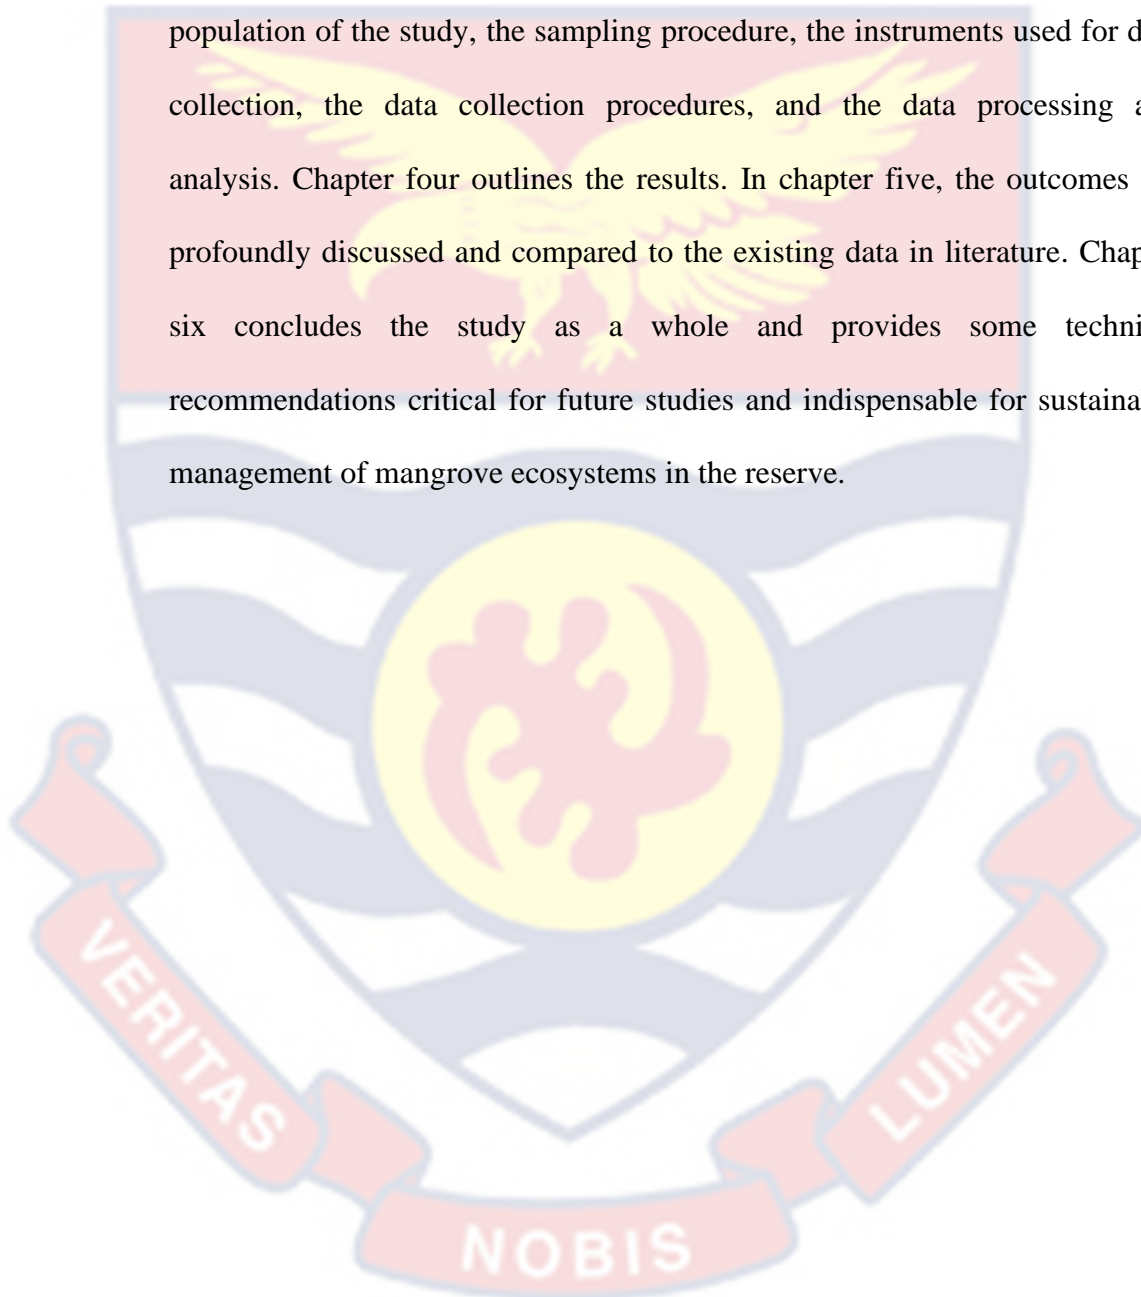 population of the study, the sampling procedure, the instruments used for d
collection, the data collection procedures, and the data processing a
analysis. Chapter four outlines the results. In chapter five, the outcomes
profoundly discussed and compared to the existing data in literature. Chap
six concludes the study as a whole and provides some techni
recommendations critical for future studies and indispensable for sustaina
management of mangrove ecosystems in the reserve.
VERITAS
NOBIS
LUMEN